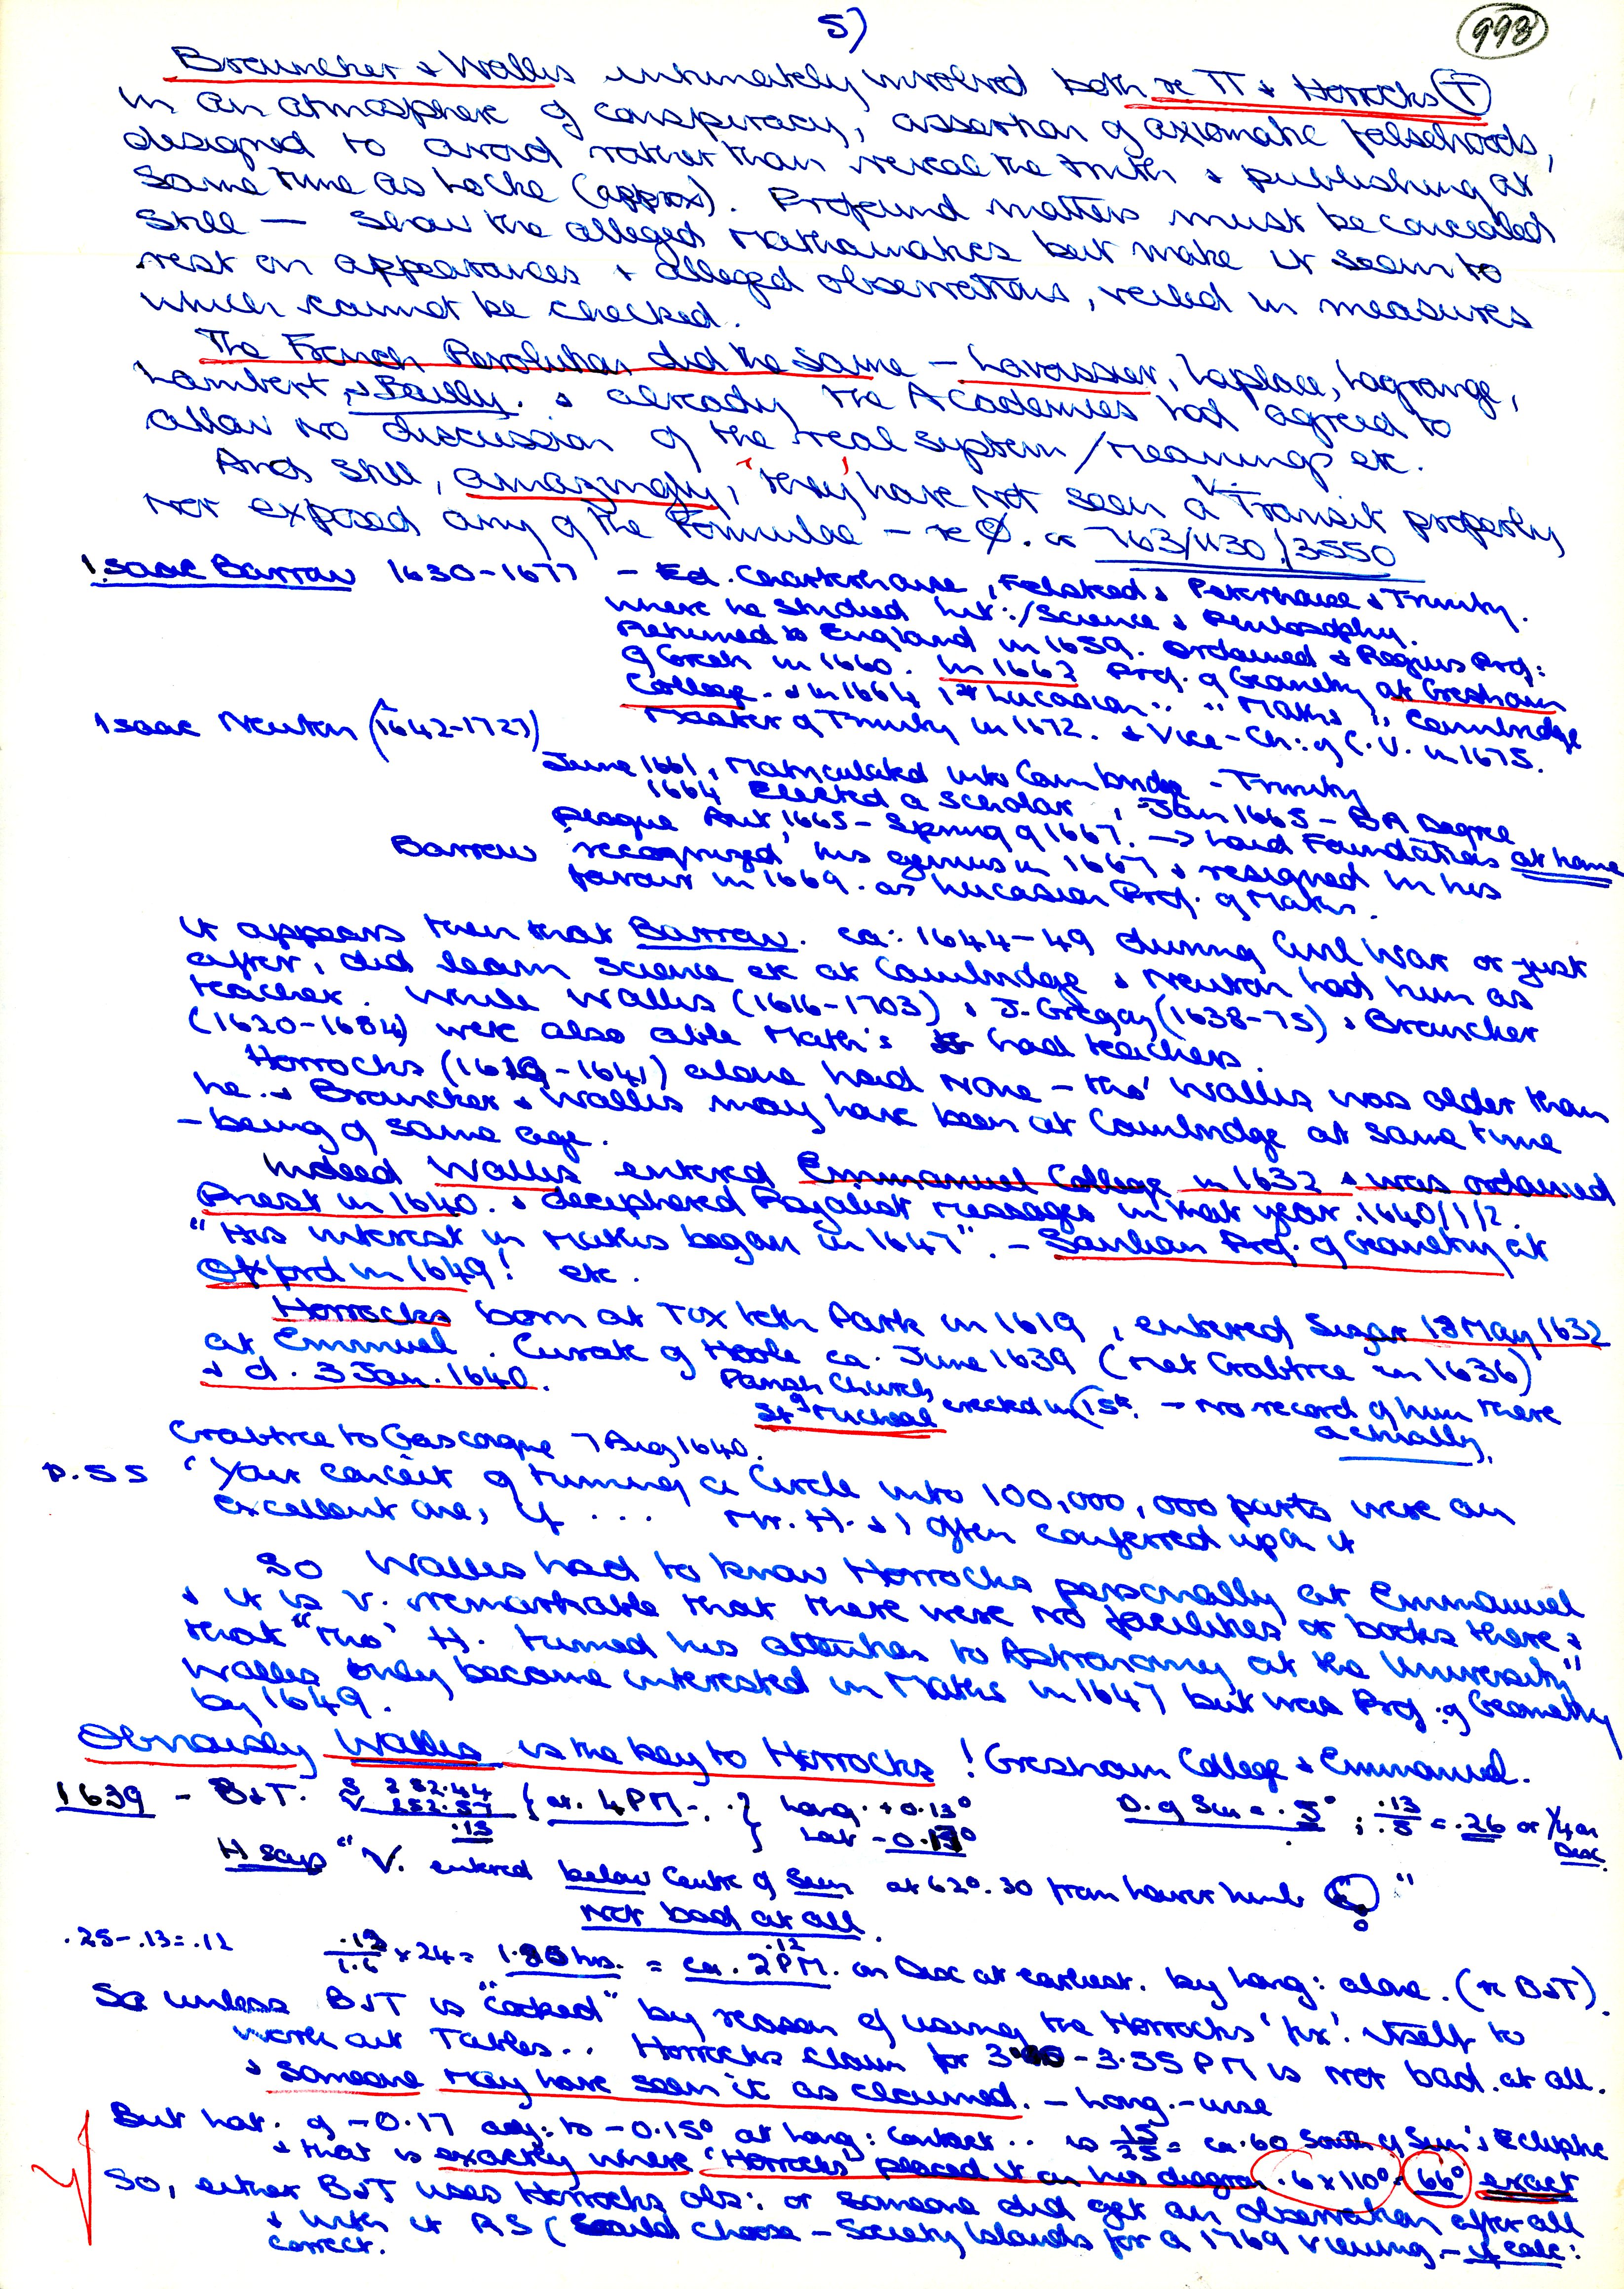 5)
998
Brouncker & Wallis intimately involved both re π & Horrocks (T)
in an atmosphere of conspiracy, assertion of axiomatic falsehoods,
designed to avoid rather than reveal the truth & publishing at
same time as Locke (approx). Profound matters must be concealed
still — show the alleged Mathematics but make it seem to
rest on appearances & alleged observations, veiled in measures
which cannot be checked.
The French Revolution did the same — Lavoisier, Laplace, Lagrange,
Lambert, & Bailly. & already the Academies had agreed to
allow no discussion of the real system/meanings etc.
And still, amazingly, 'they' have not seen a V. Transit properly
nor exposed any of the Formulae — re Ø. or 763/1130/3550
Isaac Barrow 1630-1677 - Ed. Charterhouse, Felsted & Peterhouse & Trinity.
where he studied Lit:/Science & Philosophy.
Returned to England in 1659. Ordained & Regius Prof:
of Greek in 1660. In 1662 Prof. of Geometry at Gresham
College. & in 1664 1st Lucasian " " Maths " Cambridge
Master of Trinity in 1672. & Vice-Ch: of C.U. in 1675.
Isaac Newton (1642-1727)
June 1661, Matriculated into Cambridge - Trinity
1664 Elected a scholar, Jan 1665 - BA Degree
Plague Aut, 1665 - Spring of 1667. → laid Foundations at home
Barrow 'recognized' his genius in 1667 & resigned in his
favour in 1669. as Lucasian Prof. of Maths.
It appears then that Barrow. ca: 1644-49 during Civil War or just
after, did learn science etc at Cambridge & Newton had him as
teacher. While Wallis (1616-1703), J. Gregory (1638-75), Brouncker
(1620-1684) were also able Math's had teachers.
Horrocks (1619-1641) alone had none - tho' Wallis was older than
he. & Brouncker & Wallis may have been at Cambridge at same time
- being of same age.
Indeed Wallis entered Emmanuel College in 1632 & was ordained
Priest in 1640. & deciphered Royalist messages in that year. 1640/1/2.
"His interest in Maths began in 1647". - Savilian Prof. of Geometry at
Oxford in 1649! etc.
Horrocks born at Toxteth Park in 1619, entered Sizar 18 May 1632
at Emmuel. Curate of Hoole ca. June 1639 (Met Crabtree in 1636)
& d. 3 Jan. 1640.
Parish Church erected in - no record of him there
St Micheal actually.
Crabtree to Gascoigne 7 Aug 1640.
p.55 'Your conceit of turning a Circle into 100,000,000 parts were an
excellent one, if ... Mr. H. & I often conferred upon it
So Wallis had to know Horrocks personally at Emmanuel
& it is v. remarkable that there were no facilities or books there &
that "tho' H. turned his attention to Astronomy at the University"
Wallis only became interested in Maths in 1647 but was Prof: of Geometry
by 1649.
Obviously Wallis is the key to Horrocks! Gresham College & Emmanuel.
1639 - B&T. S 252.44 { at. 4PM - . } Long. + 0.13° D. of Sun = .5° ; .13/.5 = .26 or 1/4 on Disc.
V 252.57 } Lat - 0.17°
.13
H says "V. entered below Centre of Sun at 62°.30 from lower limb "
Not bad at all.
.25-.13=.12 .12/1.6 × 24 = 1.80 hrs. = ca. 2PM. on Disc at earliest. by Long: alone. (re B&T).
So unless B&T is "cooked" by reason of using the Horrocks 'fix'. itself to
work out Tables.. Horrocks claim for 3. - 3.55 PM is not bad. at all.
& someone may have seen it as claimed. - Long. - wise
But Lat. of -0.17 adj: to -0.15° at Long: Contact .. is 15/25 = ca. 60 South of Sun's Ecliptic
& that is exactly where 'Horrocks' placed it on his diagram .6 × 110° = 66° exact
So, either B&T uses Horrocks obs: or someone did get an observation after all
& with it RS (could choose - Society Islands for a 1769 viewing. - if calc:
correct.